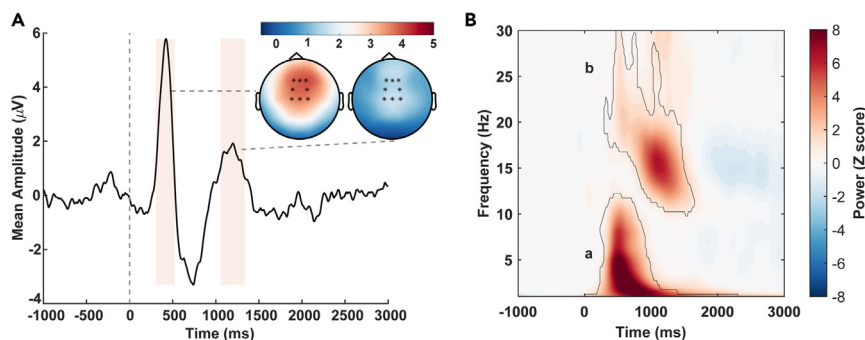 A
B
0 1 2 3 4 5
6
4
2
0
-2
-4
Mean Amplitude (μV)
-1000 -500 0 500 1000 1500 2000 2500 3000
Time (ms)
30
25
20
15
10
5
Frequency (Hz)
b
a
-1000 0 1000 2000 3000
Time (ms)
8
6
4
2
0
-2
-4
-6
-8
Power (Z score)